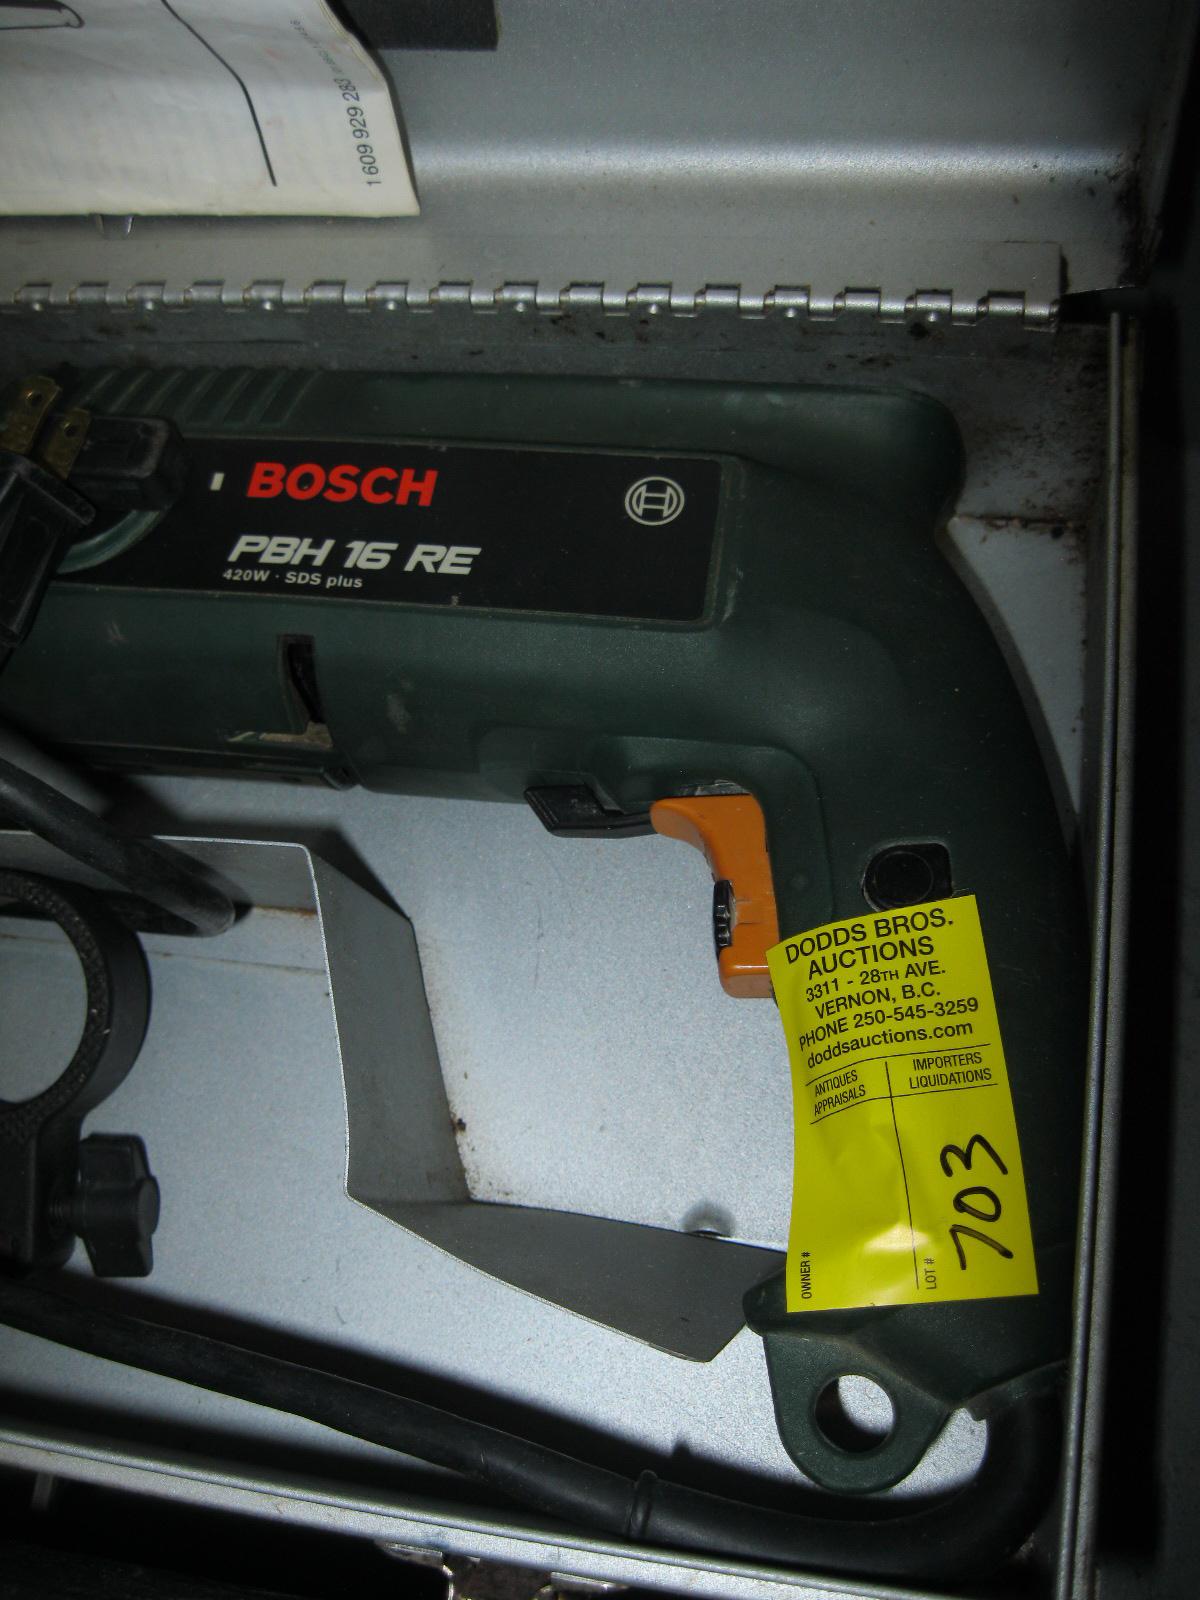 1 609 929 283
BOSCH
PBH 16 RE
420W · SDS plus
DODDS BROS.
AUCTIONS
3311 - 28TH AVE.
VERNON, B.C.
PHONE 250-545-3259
doddsauctions.com
ANTIQUES
APPRAISALS
IMPORTERS
LIQUIDATIONS
OWNER #
LOT #
703